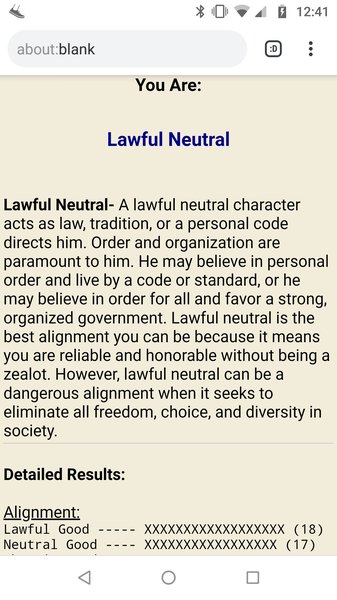 12:41
about:blank
:D
You Are:
Lawful Neutral
Lawful Neutral- A lawful neutral character
acts as law, tradition, or a personal code
directs him. Order and organization are
paramount to him. He may believe in personal
order and live by a code or standard, or he
may believe in order for all and favor a strong,
organized government. Lawful neutral is the
best alignment you can be because it means
you are reliable and honorable without being a
zealot. However, lawful neutral can be a
dangerous alignment when it seeks to
eliminate all freedom, choice, and diversity in
society.
Detailed Results:
Alignment:
Lawful Good ----- XXXXXXXXXXXXXXXXXX (18)
Neutral Good ---- XXXXXXXXXXXXXXXXX (17)